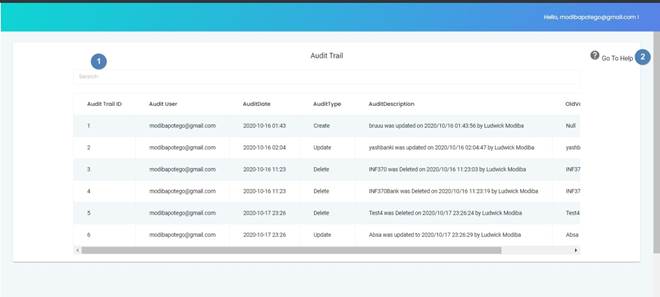 Hello, modibapotego@gmail.com !
Audit Trail
1
? Go To Help 2
Search
Audit Trail ID Audit User AuditDate AuditType AuditDescription OldVa
1 modibapotego@gmail.com 2020-10-16 01:43 Create bruuu was updated on 2020/10/16 01:43:56 by Ludwick Modiba Null
2 modibapotego@gmail.com 2020-10-16 02:04 Update yashbanki was updated on 2020/10/16 02:04:47 by Ludwick Modiba yashb
3 modibapotego@gmail.com 2020-10-16 11:23 Delete INF370 was Deleted on 2020/10/16 11:23:03 by Ludwick Modiba INF37
4 modibapotego@gmail.com 2020-10-16 11:23 Delete INF370Bank was Deleted on 2020/10/16 11:23:19 by Ludwick Modiba INF37
5 modibapotego@gmail.com 2020-10-17 23:26 Delete Test4 was Deleted on 2020/10/17 23:26:24 by Ludwick Modiba Test4
6 modibapotego@gmail.com 2020-10-17 23:26 Update Absa was updated to 2020/10/17 23:26:29 by Ludwick Modiba Absa